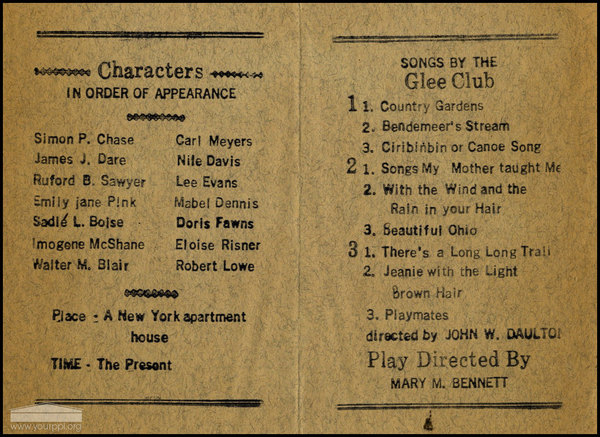 Characters
IN ORDER OF APPEARANCE
Simon P. Chase Carl Meyers
James J. Dare Nile Davis
Ruford B. Sawyer Lee Evans
Emily jane Pink Mabel Dennis
Sadie L. Boise Doris Fawns
Imogene McShane Eloise Risner
Walter M. Blair Robert Lowe
Place - A New York apartment
house
TIME - The Present
www.yourppl.org
SONGS BY THE
Glee Club
1 1. Country Gardens
2. Bendemeer's Stream
3. Ciribinbin or Canoe Song
2 1. Songs My Mother taught Me
2. With the Wind and the
Rain in your Hair
3. Beautiful Ohio
3 1. There's a Long Long Trail
2. Jeanie with the Light
Brown Hair
3. Playmates
directed by JOHN W. DAULTON
Play Directed By
MARY M. BENNETT